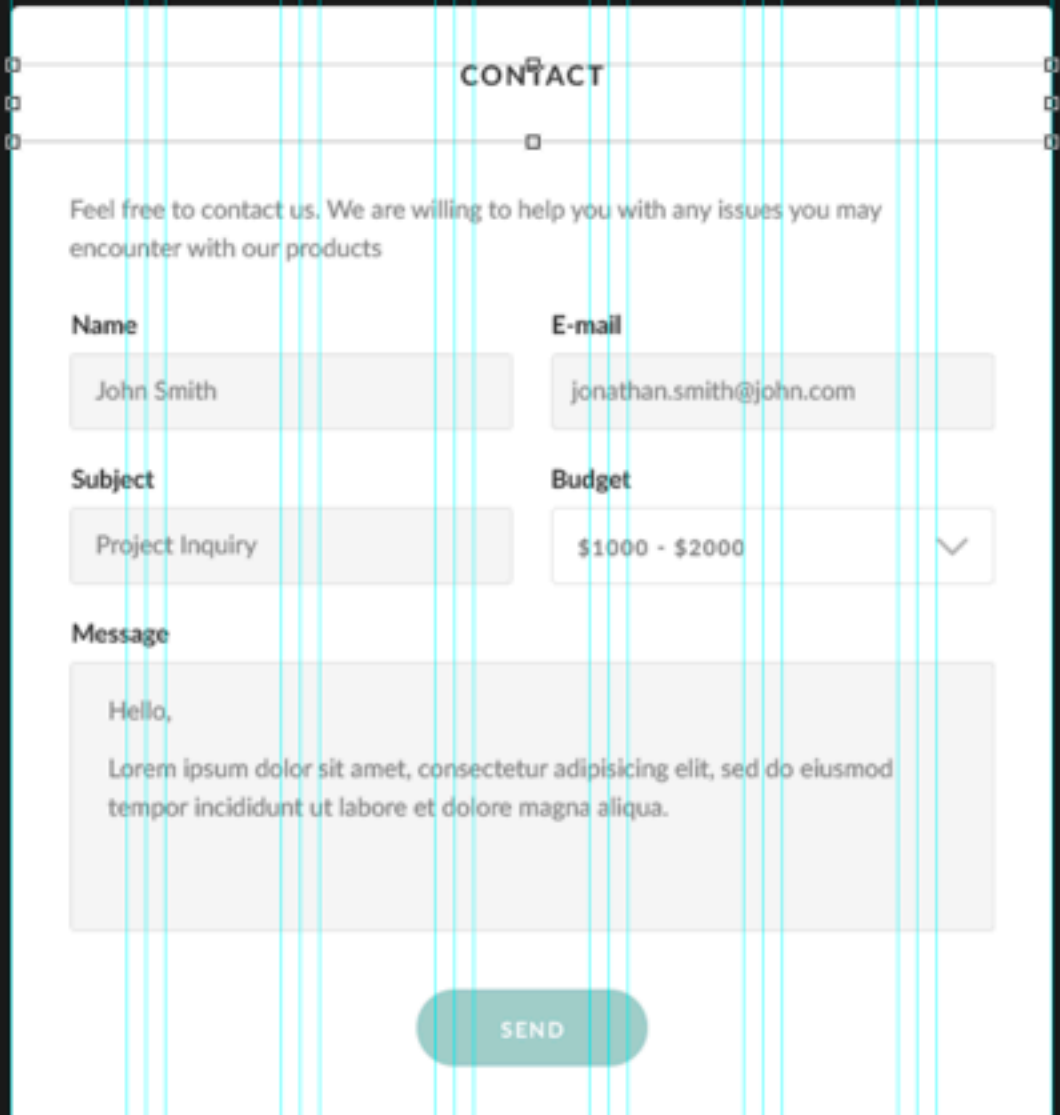 CONTACT
Feel free to contact us. We are willing to help you with any issues you may
encounter with our products
Name
E-mail
John Smith
jonathan.smith@john.com
Subject
Budget
Project Inquiry
$1000 - $2000
Message
Hello,
Lorem ipsum dolor sit amet, consectetur adipisicing elit, sed do eiusmod
tempor incididunt ut labore et dolore magna aliqua.
SEND